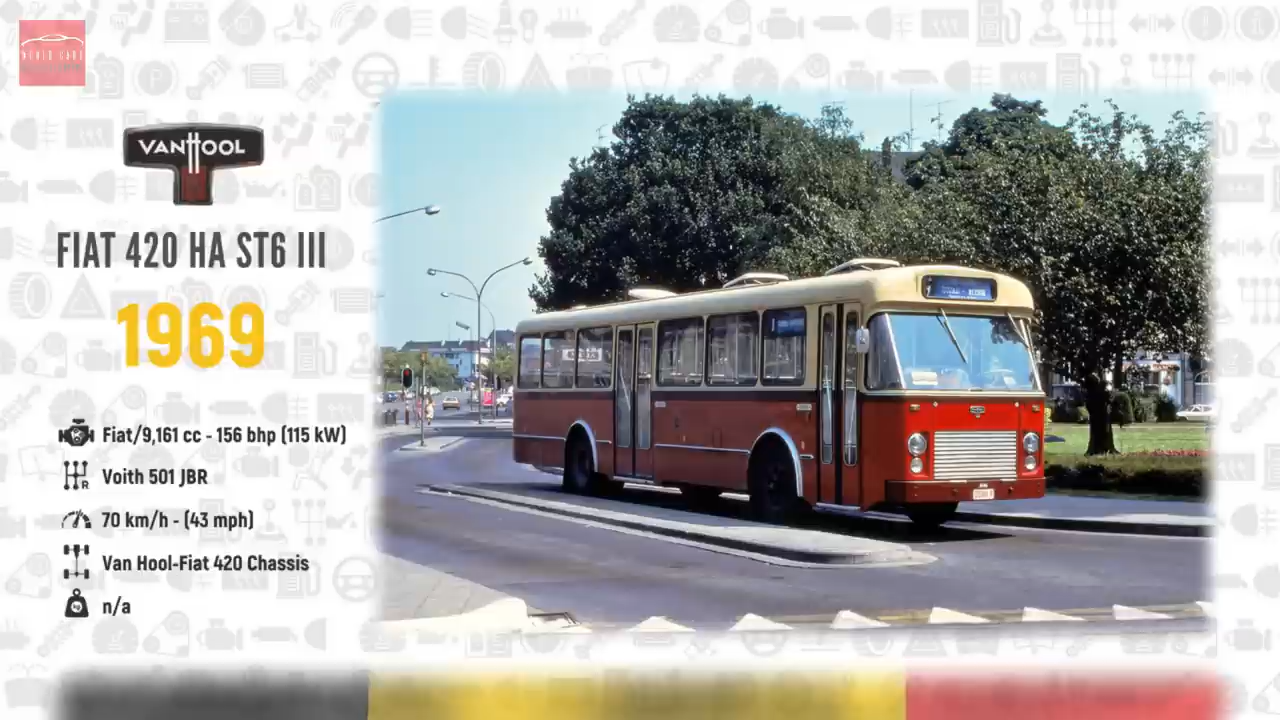 VANHOOL
FIAT 420 HA ST6 III
1969
Fiat/9,161 cc - 156 bhp (115 kW)
Voith 501 JBR
70 km/h - (43 mph)
Van Hool-Fiat 420 Chassis
n/a